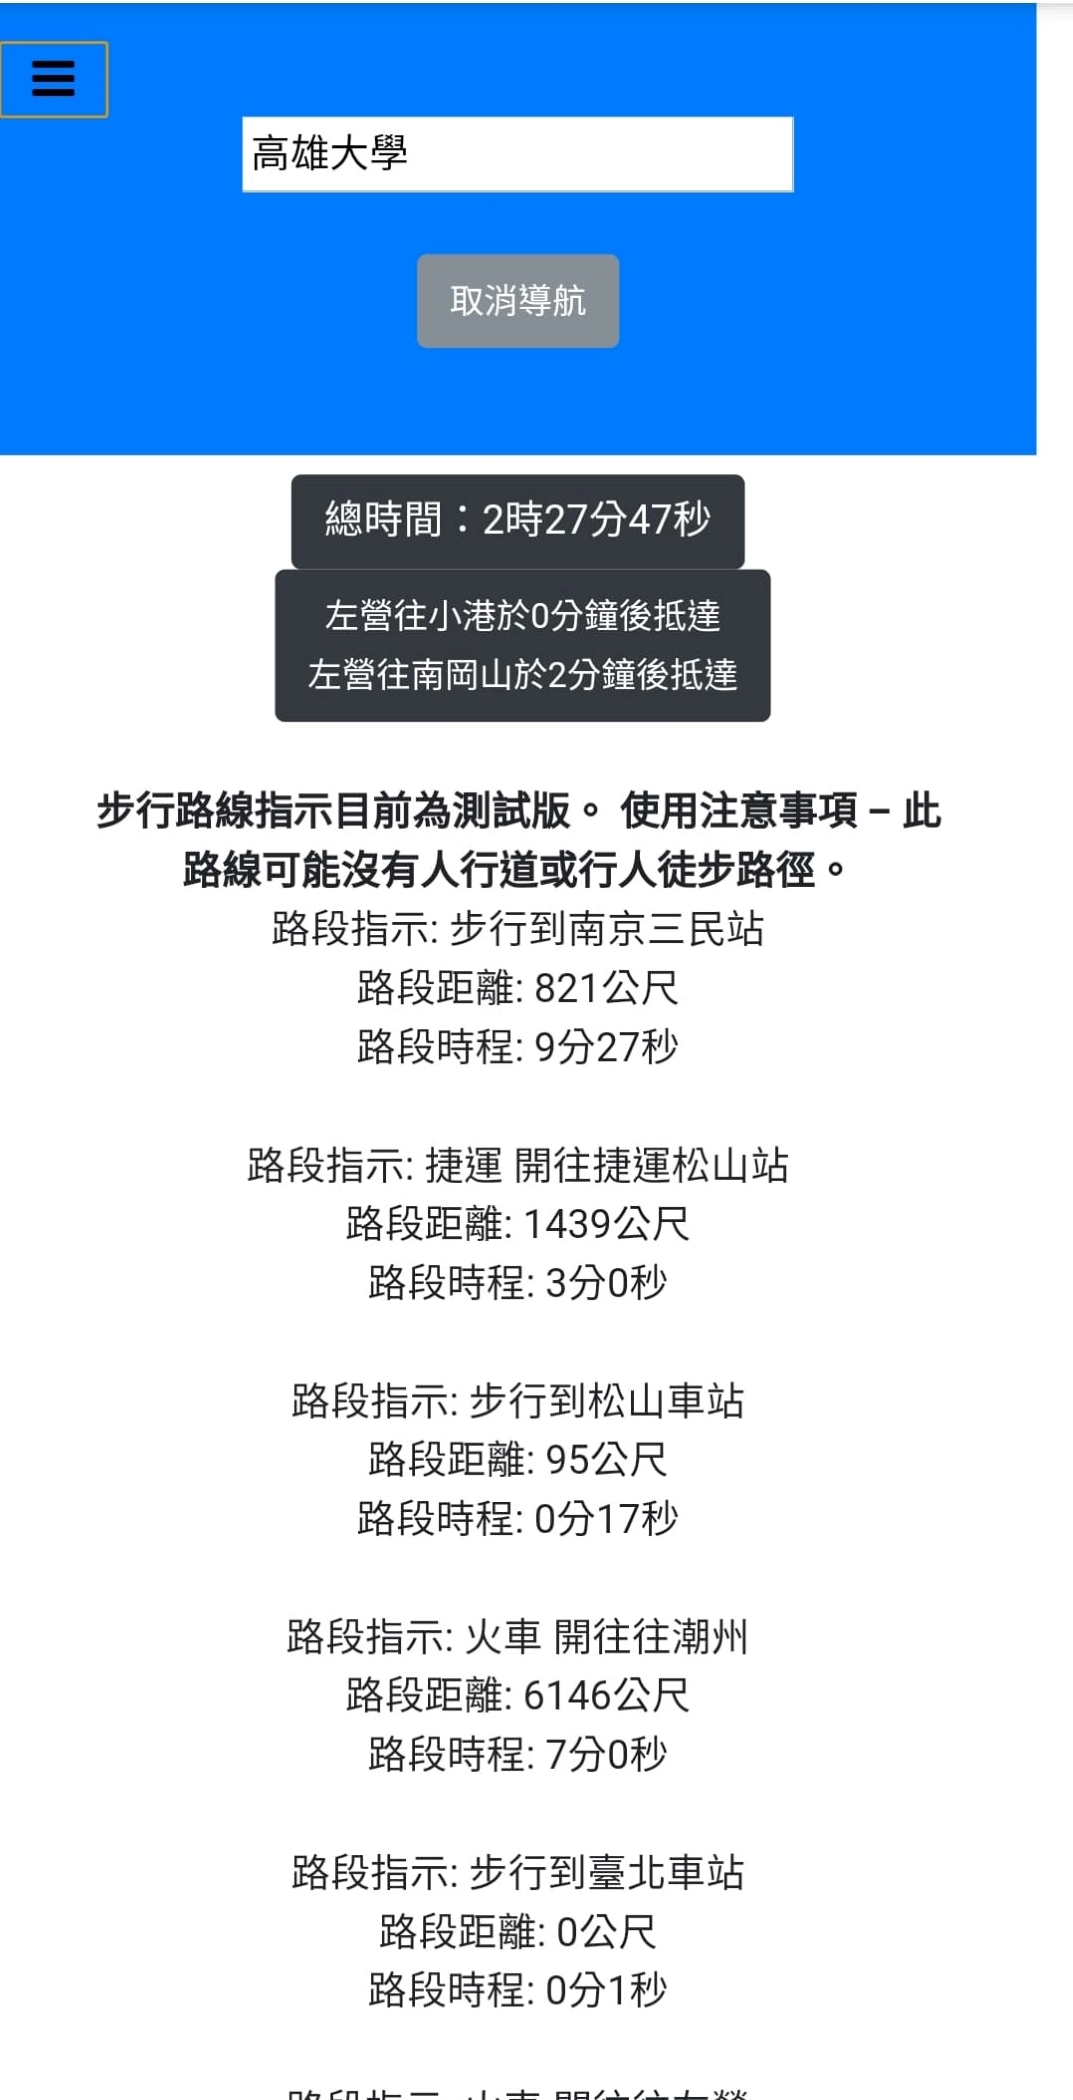 高雄大學
取消導航
總時間：2時27分47秒
左營往小港於0分鐘後抵達
左營往南岡山於2分鐘後抵達
步行路線指示目前為測試版。 使用注意事項 – 此
路線可能沒有人行道或行人徒步路徑。
路段指示: 步行到南京三民站
路段距離: 821公尺
路段時程: 9分27秒
路段指示: 捷運 開往捷運松山站
路段距離: 1439公尺
路段時程: 3分0秒
路段指示: 步行到松山車站
路段距離: 95公尺
路段時程: 0分17秒
路段指示: 火車 開往往潮州
路段距離: 6146公尺
路段時程: 7分0秒
路段指示: 步行到臺北車站
路段距離: 0公尺
路段時程: 0分1秒
路段指示: 火車 開往往左營